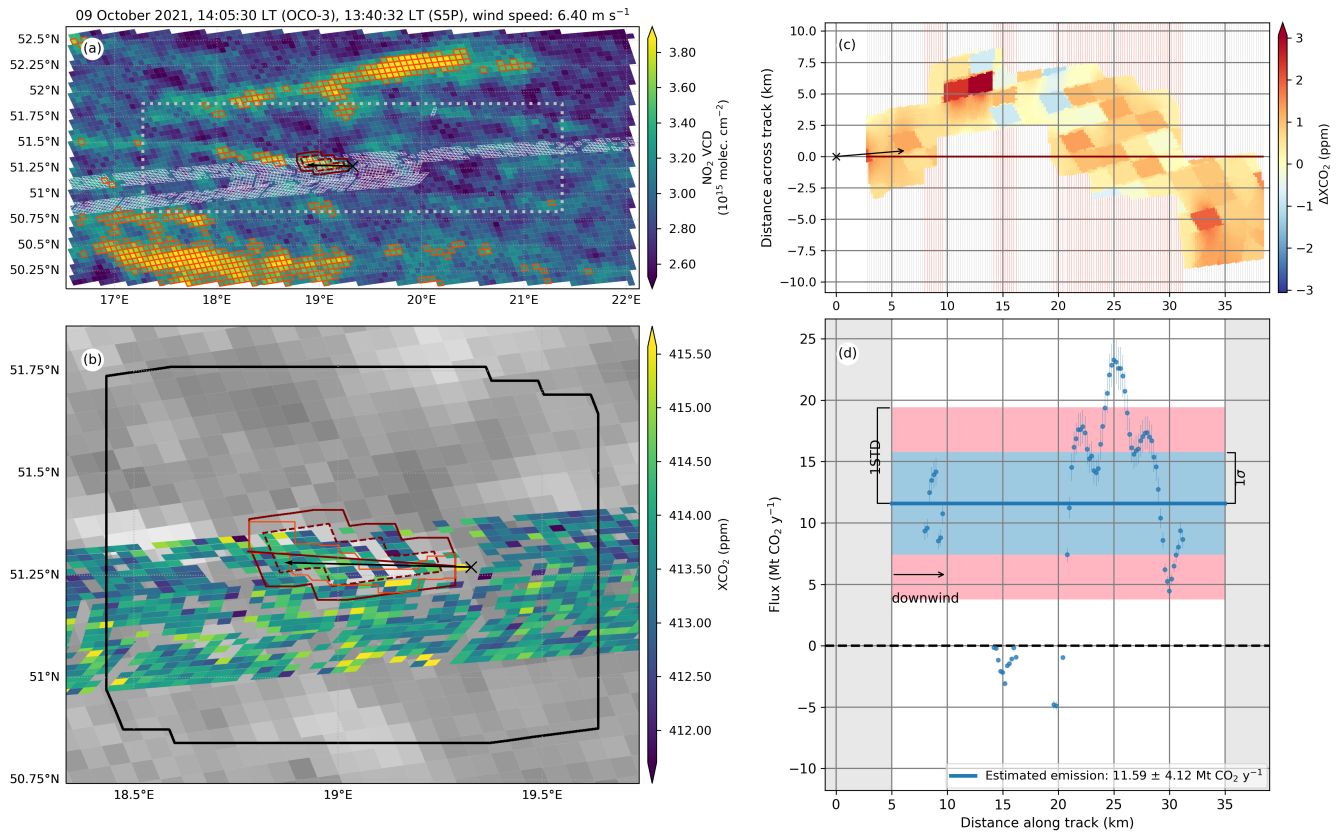 09 October 2021, 14:05:30 LT (OCO-3), 13:40:32 LT (S5P), wind speed: 6.40 m s⁻¹
(a)
52.5°N
52.25°N
52°N
51.75°N
51.5°N
51.25°N
51°N
50.75°N
50.5°N
50.25°N
17°E
18°E
19°E
20°E
21°E
22°E
3.80
3.60
3.40
3.20
3.00
2.80
2.60
NO₂ VCD
(10¹⁵ molec. cm⁻²)
(c)
10.0
7.5
5.0
2.5
0.0
−2.5
−5.0
−7.5
−10.0
Distance across track (km)
0
5
10
15
20
25
30
35
3
2
1
0
−1
−2
−3
ΔXCO₂ (ppm)
(b)
51.75°N
51.5°N
51.25°N
51°N
50.75°N
18.5°E
19°E
19.5°E
415.50
415.00
414.50
414.00
413.50
413.00
412.50
412.00
XCO₂ (ppm)
(d)
25
20
15
10
5
0
−5
−10
Flux (Mt CO₂ y⁻¹)
1STD
1σ
downwind
Estimated emission: 11.59 ± 4.12 Mt CO₂ y⁻¹
0
5
10
15
20
25
30
35
Distance along track (km)